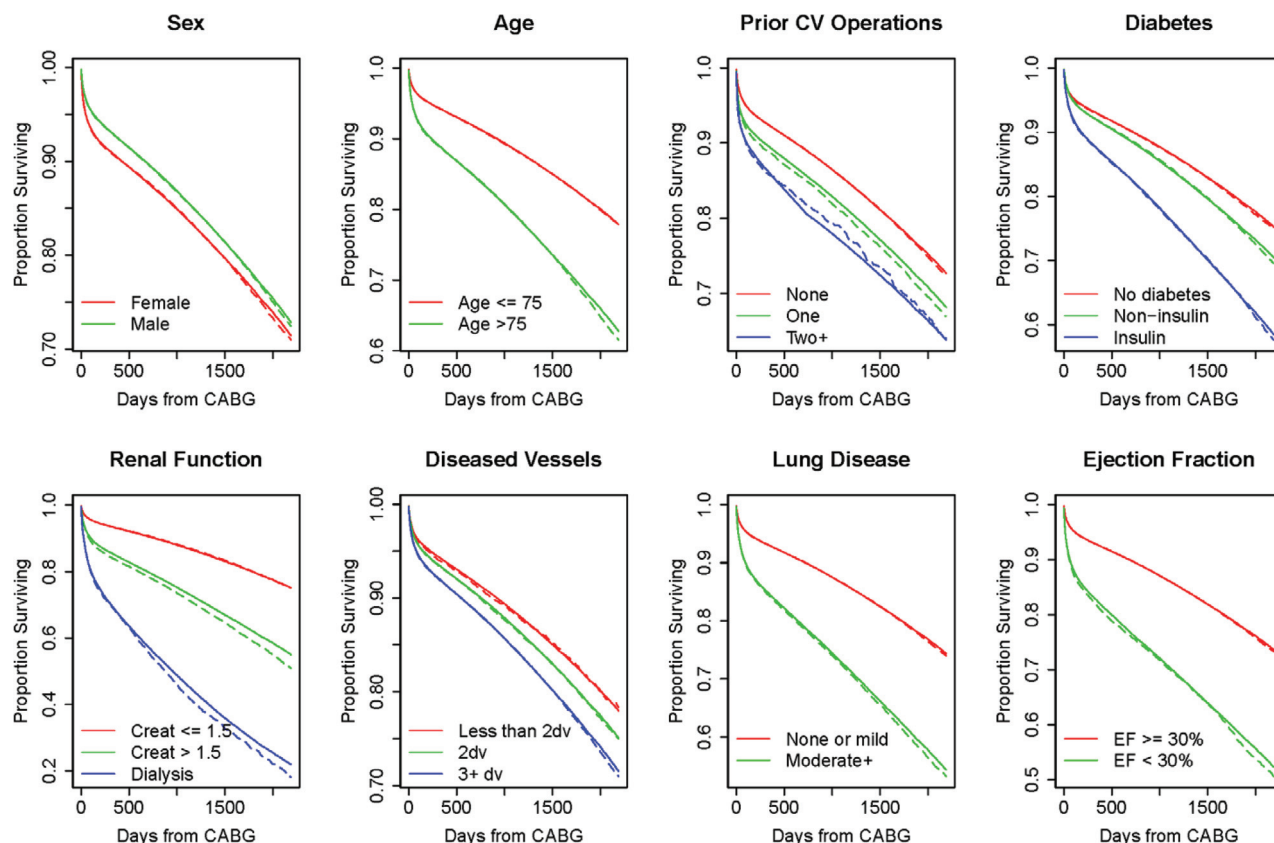 Sex
Proportion Surviving
1.00
0.90
0.80
0.70
Female
Male
0
500
1500
Days from CABG
Age
Proportion Surviving
1.0
0.9
0.8
0.7
0.6
Age <= 75
Age >75
0
500
1500
Days from CABG
Prior CV Operations
Proportion Surviving
1.0
0.9
0.8
0.7
None
One
Two+
0
500
1500
Days from CABG
Diabetes
Proportion Surviving
1.0
0.9
0.8
0.7
0.6
No diabetes
Non-insulin
Insulin
0
500
1500
Days from CABG
Renal Function
Proportion Surviving
1.0
0.8
0.6
0.4
0.2
Creat <= 1.5
Creat > 1.5
Dialysis
0
500
1500
Days from CABG
Diseased Vessels
Proportion Surviving
1.00
0.90
0.80
0.70
Less than 2dv
2dv
3+ dv
0
500
1500
Days from CABG
Lung Disease
Proportion Surviving
1.0
0.9
0.8
0.7
0.6
None or mild
Moderate+
0
500
1500
Days from CABG
Ejection Fraction
Proportion Surviving
1.0
0.9
0.8
0.7
0.6
0.5
EF >= 30%
EF < 30%
0
500
1500
Days from CABG